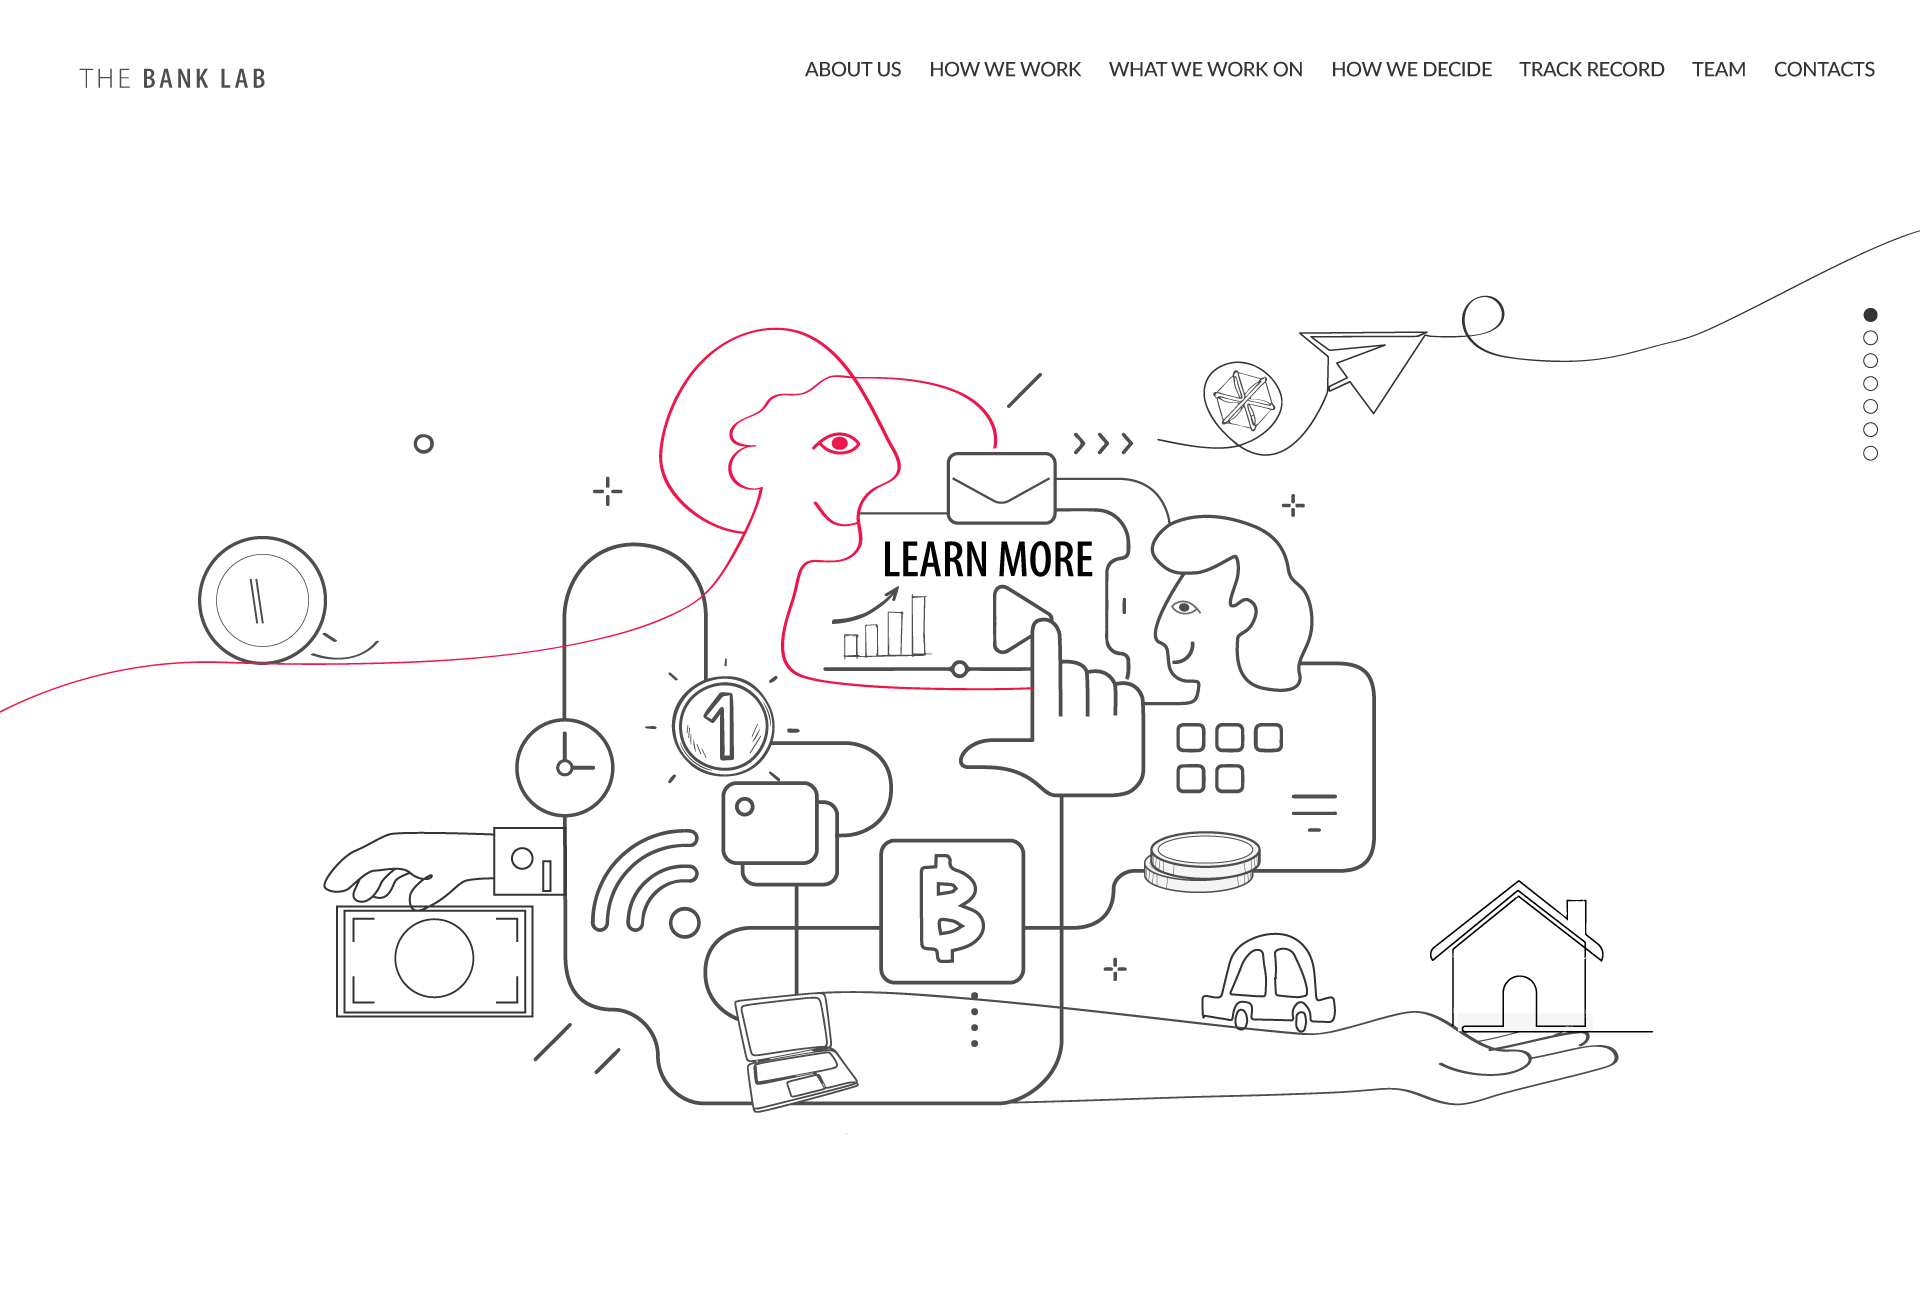 THE BANK LAB
ABOUT US HOW WE WORK WHAT WE WORK ON HOW WE DECIDE TRACK RECORD TEAM CONTACTS
LEARN MORE
1